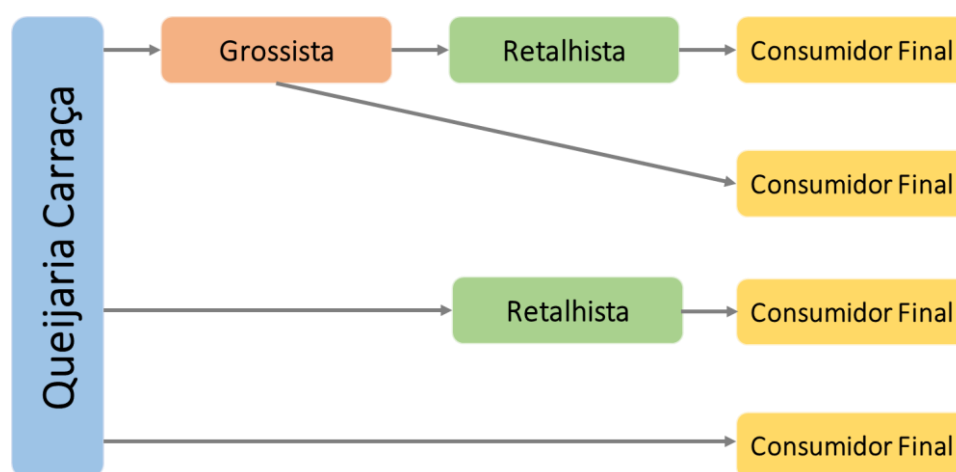 Queijaria Carraça
Grossista
Retalhista
Consumidor Final
Consumidor Final
Retalhista
Consumidor Final
Consumidor Final